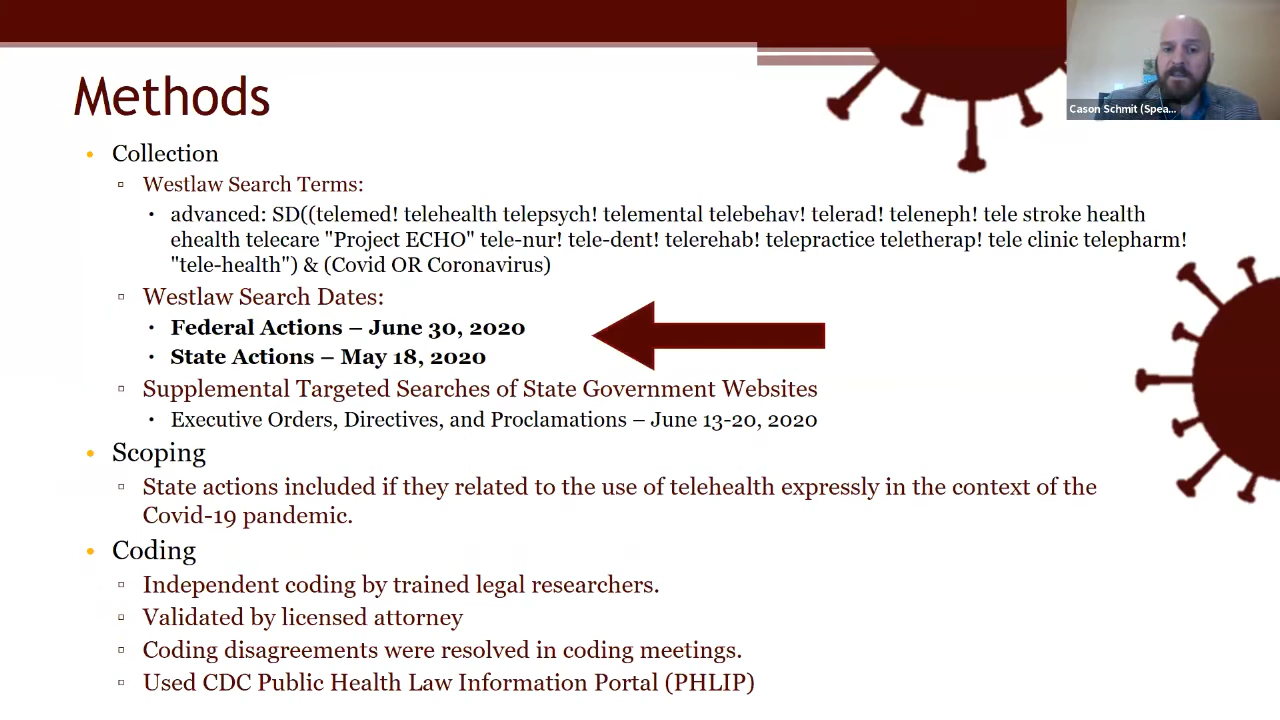 Methods
Cason Schmit (Spea...
Collection
Westlaw Search Terms:
advanced: SD((telemed! telehealth telepsych! telemental telebehav! telerad! teleneph! tele stroke health
ehealth telecare "Project ECHO" tele-nur! tele-dent! telerehab! telepractice teletherap! tele clinic telepharm!
"tele-health") & (Covid OR Coronavirus)
Westlaw Search Dates:
Federal Actions – June 30, 2020
State Actions – May 18, 2020
Supplemental Targeted Searches of State Government Websites
Executive Orders, Directives, and Proclamations – June 13-20, 2020
Scoping
State actions included if they related to the use of telehealth expressly in the context of the
Covid-19 pandemic.
Coding
Independent coding by trained legal researchers.
Validated by licensed attorney
Coding disagreements were resolved in coding meetings.
Used CDC Public Health Law Information Portal (PHLIP)